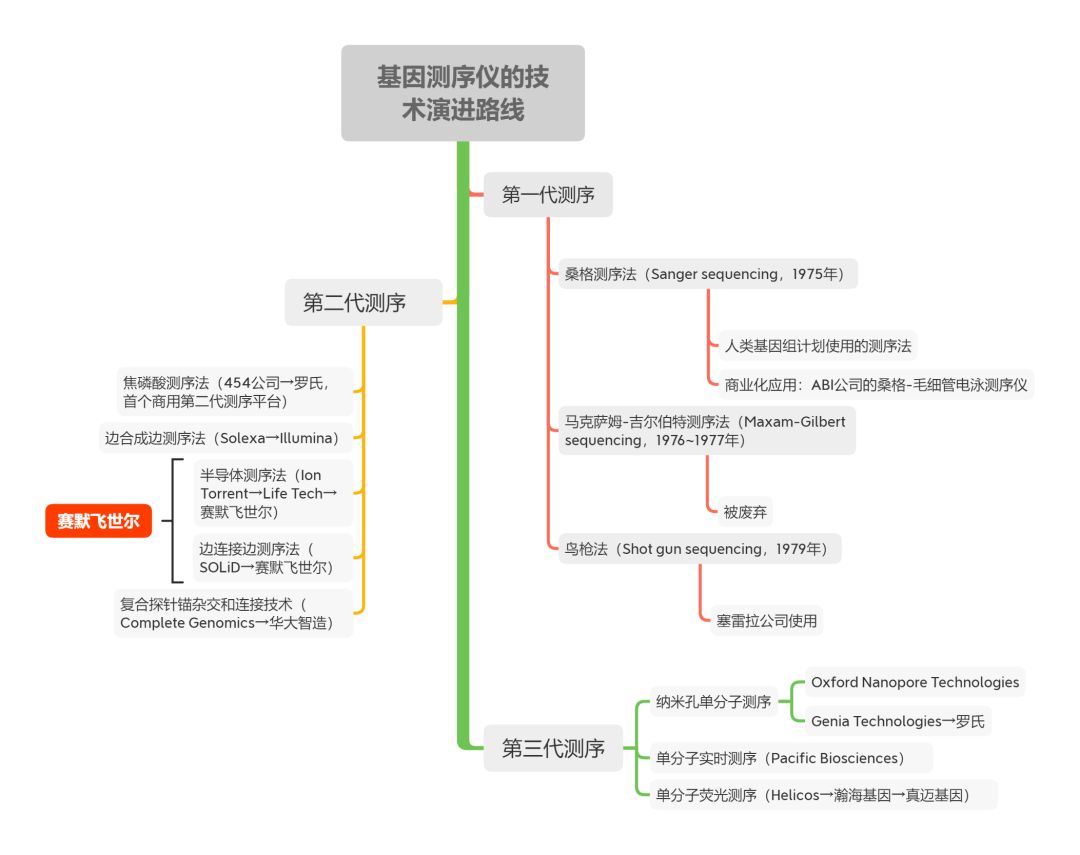 基因测序仪的技
术演进路线
第一代测序
桑格测序法（Sanger sequencing，1975年）
人类基因组计划使用的测序法
商业化应用：ABI公司的桑格-毛细管电泳测序仪
马克萨姆-吉尔伯特测序法（Maxam-Gilbert
sequencing，1976~1977年）
被废弃
鸟枪法（Shot gun sequencing，1979年）
塞雷拉公司使用
第二代测序
焦磷酸测序法（454公司→罗氏，
首个商用第二代测序平台）
边合成边测序法（Solexa→Illumina）
半导体测序法（Ion
Torrent→Life Tech→
赛默飞世尔）
边连接边测序法（
SOLiD→赛默飞世尔）
赛默飞世尔
复合探针锚杂交和连接技术（
Complete Genomics→华大智造）
第三代测序
纳米孔单分子测序
Oxford Nanopore Technologies
Genia Technologies→罗氏
单分子实时测序（Pacific Biosciences）
单分子荧光测序（Helicos→瀚海基因→真迈基因）